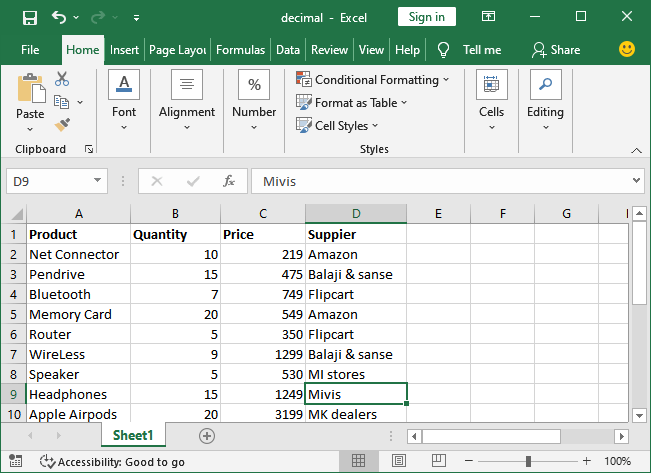 decimal - Excel
Sign in
File Home Insert Page Layou Formulas Data Review View Help Tell me Share
Paste
Font
Alignment
%
Number
Conditional Formatting
Format as Table
Cell Styles
Cells
Editing
Clipboard
Styles
D9 fx Mivis
A B C D E F G
1 Product Quantity Price Suppier
2 Net Connector 10 219 Amazon
3 Pendrive 15 475 Balaji & sanse
4 Bluetooth 7 749 Flipcart
5 Memory Card 20 549 Amazon
6 Router 5 350 Flipcart
7 WireLess 9 1299 Balaji & sanse
8 Speaker 5 530 MI stores
9 Headphones 15 1249 Mivis
10 Apple Airpods 20 3199 MK dealers
Sheet1
Accessibility: Good to go 100%